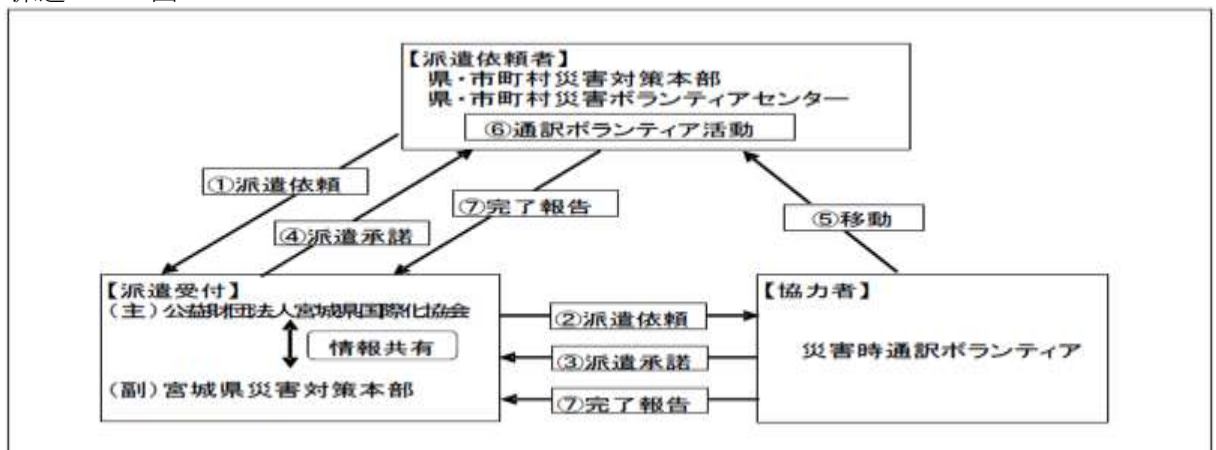 【派遣依頼者】
県・市町村災害対策本部
県・市町村災害ボランティアセンター
⑥通訳ボランティア活動
①派遣依頼
④派遣承諾
⑦完了報告
⑤移動
【派遣受付】
(主)公益財団法人宮城県国際化協会
情報共有
(副)宮城県災害対策本部
②派遣依頼
③派遣承諾
⑦完了報告
【協力者】
災害時通訳ボランティア